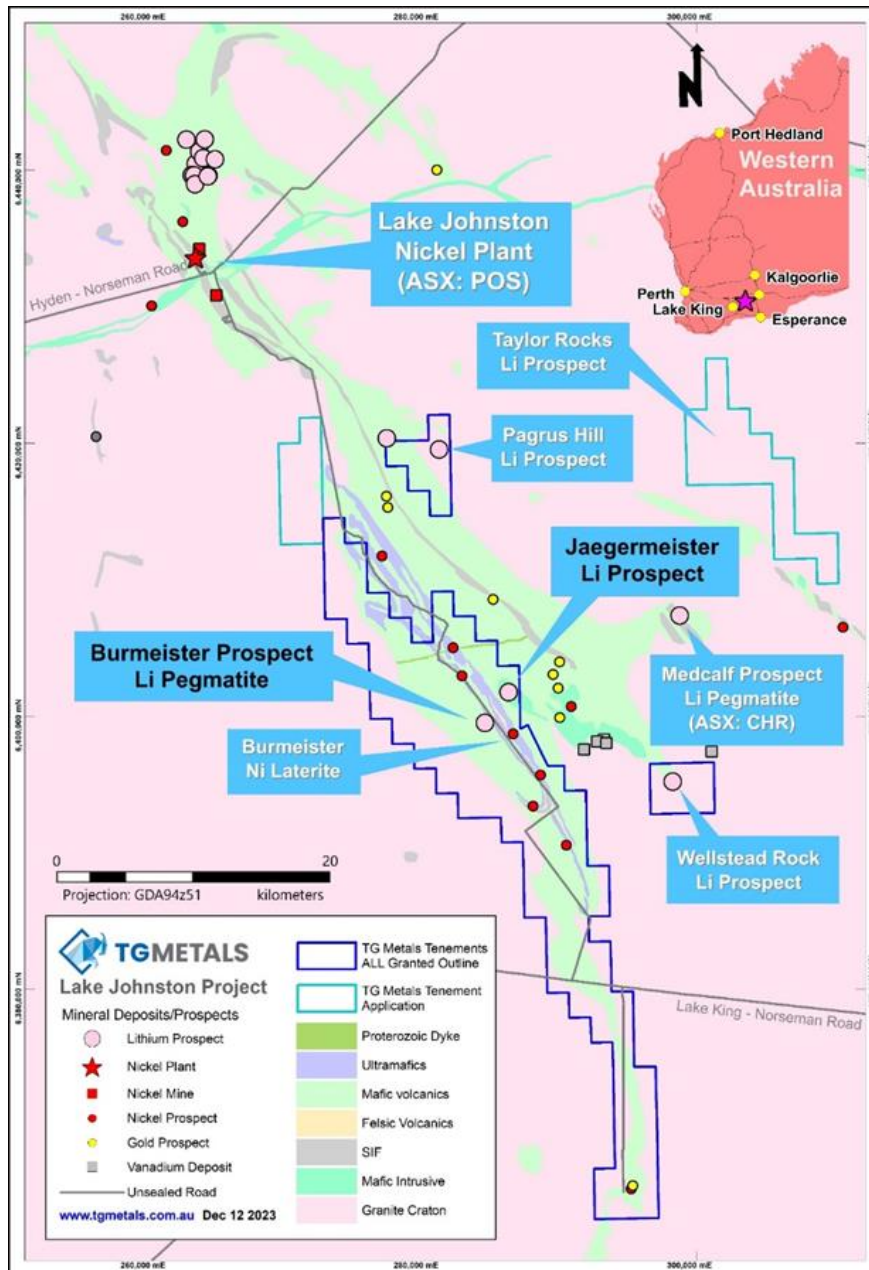 260,000 mE
280,000 mE
300,000 mE
N
Port Hedland
Western
Australia
Kalgoorlie
Perth
Lake King
Esperance
6,440,000 mN
Lake Johnston
Nickel Plant
(ASX: POS)
Hyden - Norseman Road
Taylor Rocks
Li Prospect
Pagrus Hill
Li Prospect
6,420,000 mN
6,420,000 mN
Jaegermeister
Li Prospect
Burmeister Prospect
Li Pegmatite
Medcalf Prospect
Li Pegmatite
(ASX: CHR)
6,400,000 mN
Burmeister
Ni Laterite
Wellstead Rock
Li Prospect
0
20
Projection: GDA94z51
kilometers
TGMETALS
Lake Johnston Project
Mineral Deposits/Prospects
Lithium Prospect
Nickel Plant
Nickel Mine
Nickel Prospect
Gold Prospect
Vanadium Deposit
Unsealed Road
www.tgmetals.com.au Dec 12 2023
TG Metals Tenements
ALL Granted Outline
TG Metals Tenement
Application
Proterozoic Dyke
Ultramafics
Mafic volcanics
Felsic Volcanics
SIF
Mafic Intrusive
Granite Craton
6,380,000 mN
Lake King - Norseman Road
260,000 mE
280,000 mE
300,000 mE